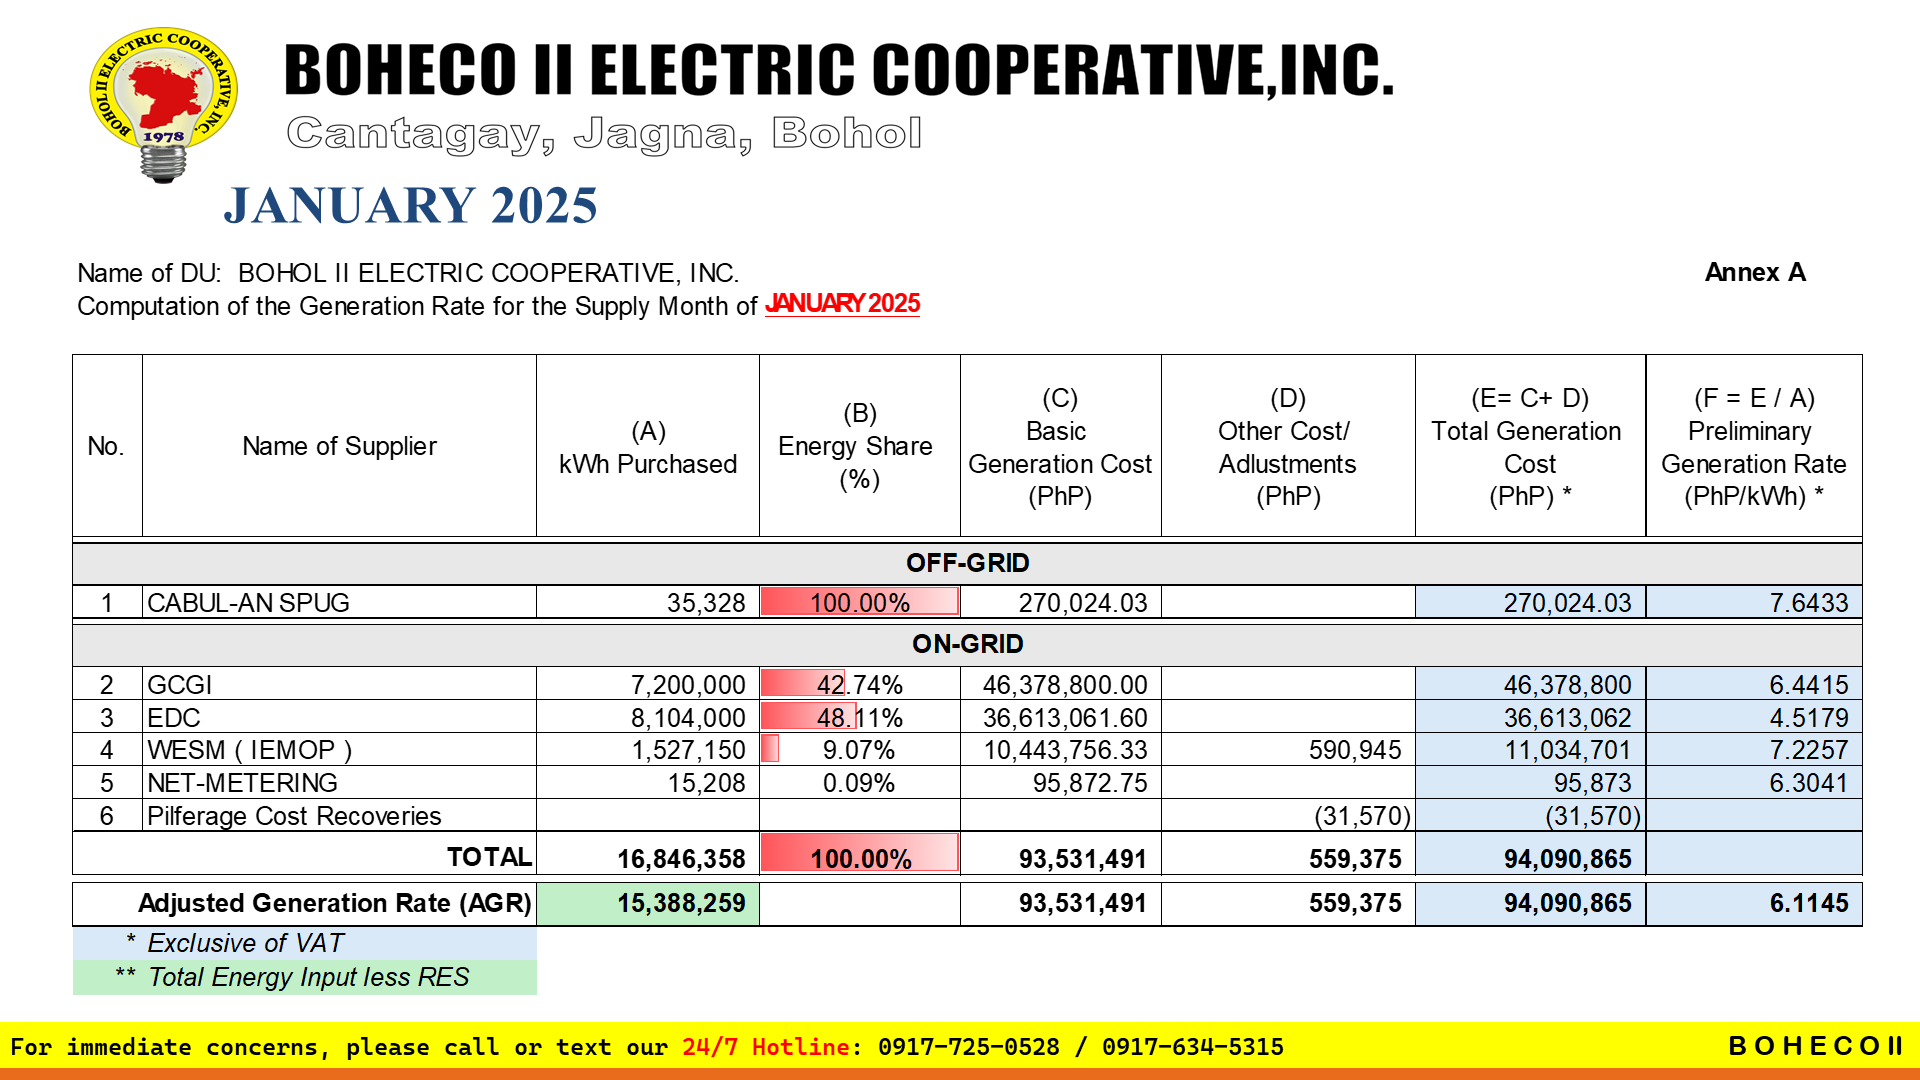 BOHOL II ELECTRIC COOPERATIVE, INC.
1978
BOHECO II ELECTRIC COOPERATIVE,INC.
Cantagay, Jagna, Bohol
JANUARY 2025
Name of DU: BOHOL II ELECTRIC COOPERATIVE, INC.
Annex A
Computation of the Generation Rate for the Supply Month of JANUARY 2025
No.
Name of Supplier
(A)
kWh Purchased
(B)
Energy Share
(%)
(C)
Basic
Generation Cost
(PhP)
(D)
Other Cost/
Adlustments
(PhP)
(E= C+ D)
Total Generation
Cost
(PhP) *
(F = E / A)
Preliminary
Generation Rate
(PhP/kWh) *
OFF-GRID
1 CABUL-AN SPUG 35,328 100.00% 270,024.03 270,024.03 7.6433
ON-GRID
2 GCGI 7,200,000 42.74% 46,378,800.00 46,378,800 6.4415
3 EDC 8,104,000 48.11% 36,613,061.60 36,613,062 4.5179
4 WESM ( IEMOP ) 1,527,150 9.07% 10,443,756.33 590,945 11,034,701 7.2257
5 NET-METERING 15,208 0.09% 95,872.75 95,873 6.3041
6 Pilferage Cost Recoveries (31,570) (31,570)
TOTAL 16,846,358 100.00% 93,531,491 559,375 94,090,865
Adjusted Generation Rate (AGR) 15,388,259 93,531,491 559,375 94,090,865 6.1145
* Exclusive of VAT
** Total Energy Input less RES
For immediate concerns, please call or text our 24/7 Hotline: 0917-725-0528 / 0917-634-5315
BOHECO II